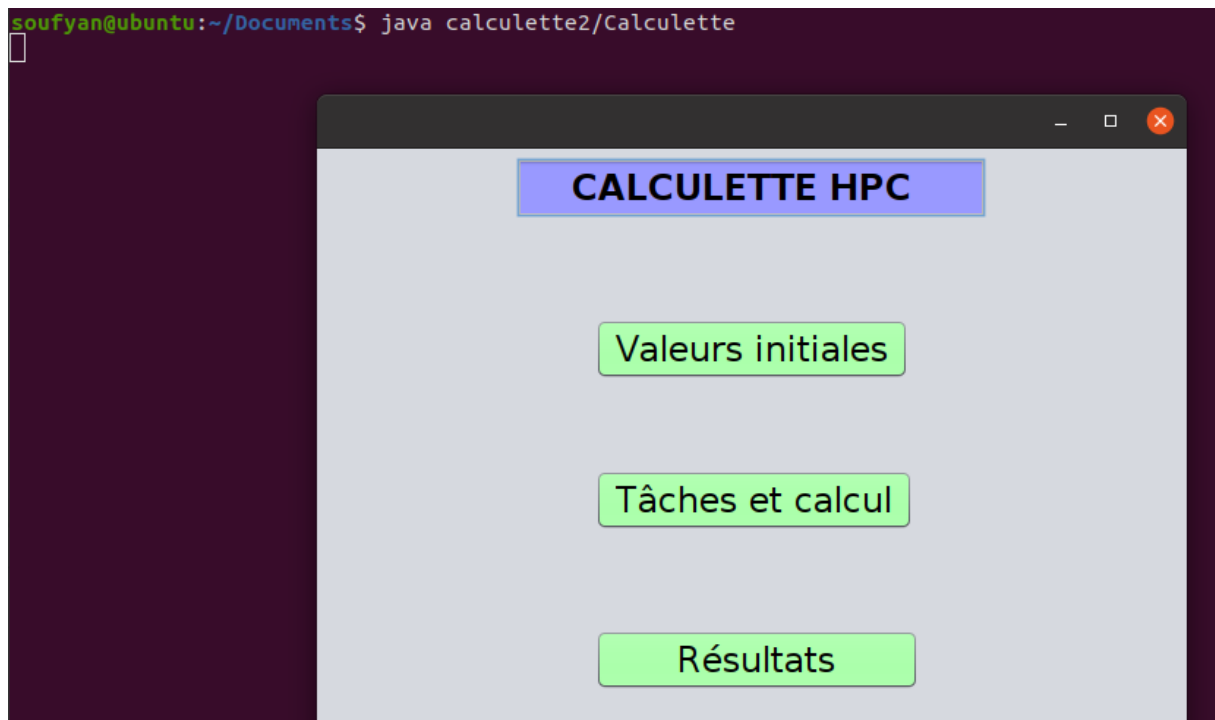 soufyan@ubuntu:~/Documents$ java calculette2/Calculette
CALCULETTE HPC
Valeurs initiales
Tâches et calcul
Résultats